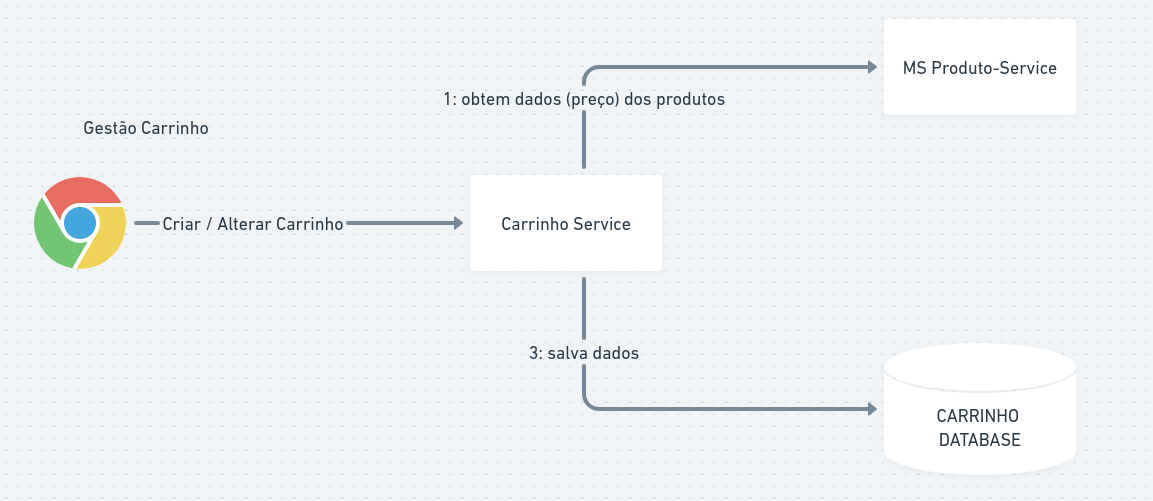 MS Produto-Service
1: obtem dados (preço) dos produtos
Gestão Carrinho
Criar / Alterar Carrinho
Carrinho Service
3: salva dados
CARRINHO
DATABASE